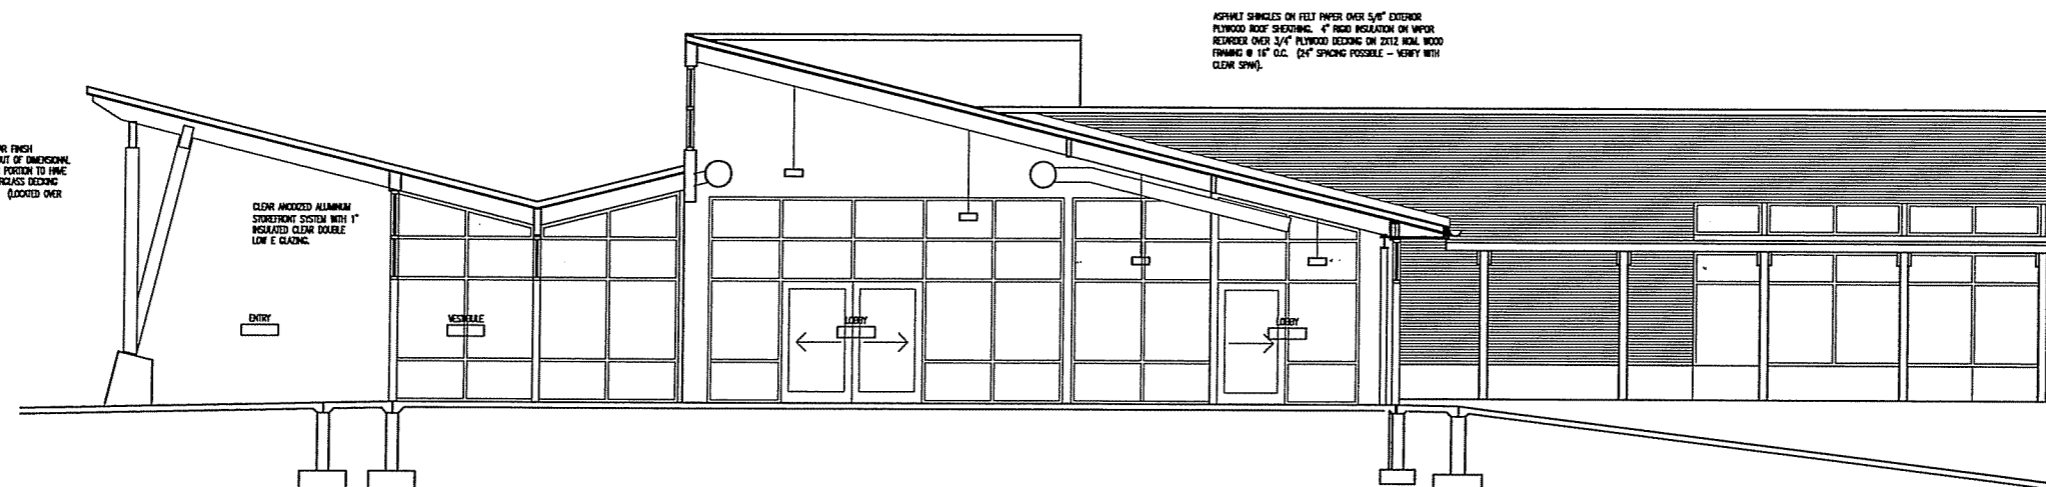 ASPHALT SHINGLES ON FELT PAPER OVER 5/8" EXTERIOR
PLYWOOD ROOF SHEATHING. 4" RIGID INSULATION ON VAPOR
RETARDER OVER 3/4" PLYWOOD DECKING ON 2X12 NOM. WOOD
FRAMING @ 16" O.C. (24" SPACING POSSIBLE - VERIFY WITH
CLEAR SPAN).
AR FINISH
OUT OF DIMENSIONAL
PORTION TO HAVE
RGLASS DECKING
(LOCATED OVER
CLEAR ANODIZED ALUMINUM
STOREFRONT SYSTEM WITH 1"
INSULATED CLEAR DOUBLE
LOW E GLAZING.
ENTRY
VESTIBULE
LOBBY
LOBBY